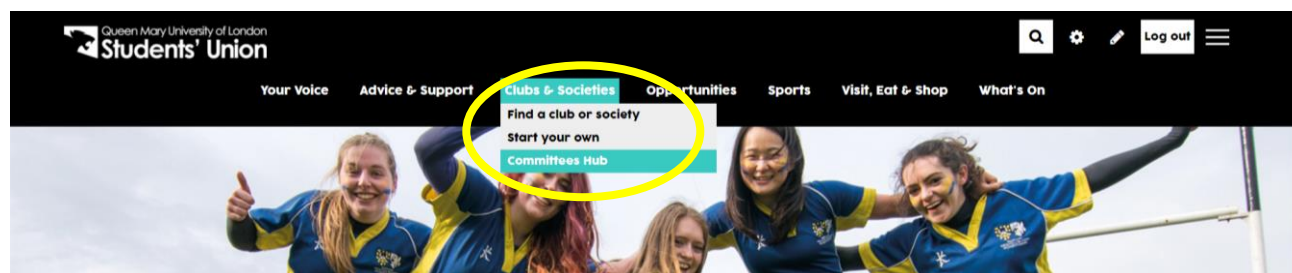 Queen Mary University of London
Students' Union
Log out
Your Voice Advice & Support Clubs & Societies Opportunities Sports Visit, Eat & Shop What's On
Find a club or society
Start your own
Committees Hub